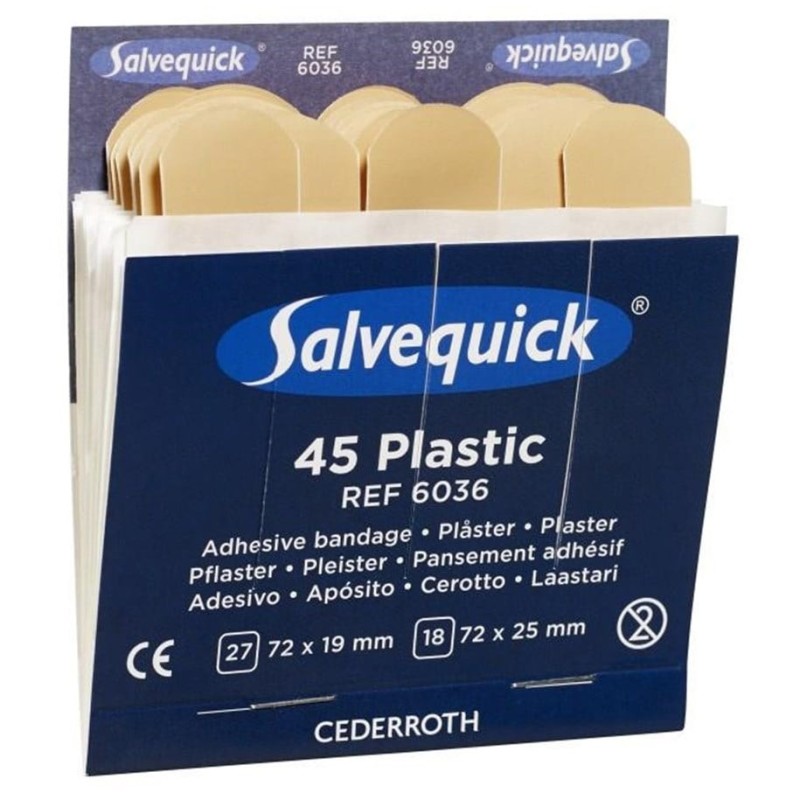 Salvequick®
REF
6036
REF
6036
Salvequick®
Salvequick®
45 Plastic
REF 6036
Adhesive bandage • Plåster • Plaster
Pflaster • Pleister • Pansement adhésif
Adesivo • Apósito • Cerotto • Laastari
CE 27 72 x 19 mm 18 72 x 25 mm 2
CEDERROTH